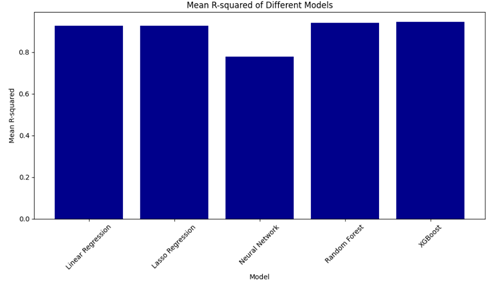 Mean R-squared of Different Models
Mean R-squared
0.8
0.6
0.4
0.2
0.0
Linear Regression
Lasso Regression
Neural Network
Random Forest
XGBoost
Model